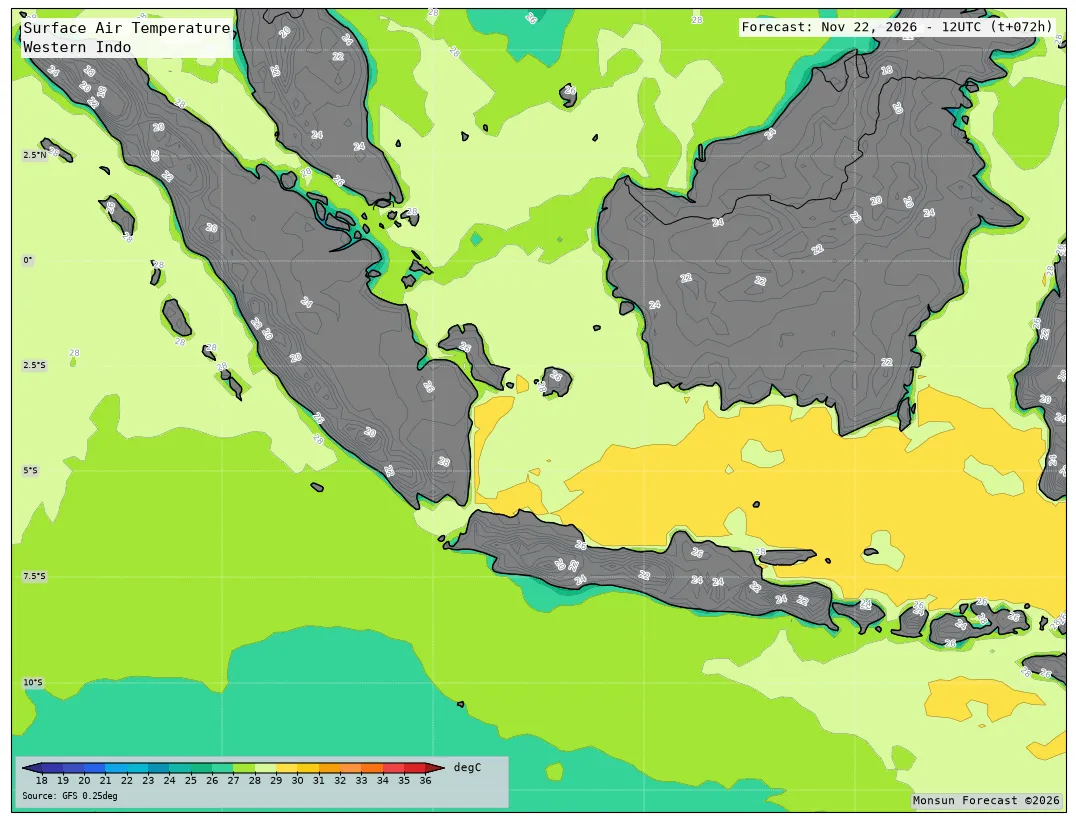 Surface Air Temperature
Western Indo
Forecast: Nov 22, 2026 - 12UTC (t+072h)
2.5°N
0°
2.5°S
5°S
7.5°S
10°S
18 19 20 21 22 23 24 25 26 27 28 29 30 31 32 33 34 35 36
degC
Source: GFS 0.25deg
Monsun Forecast ©2026